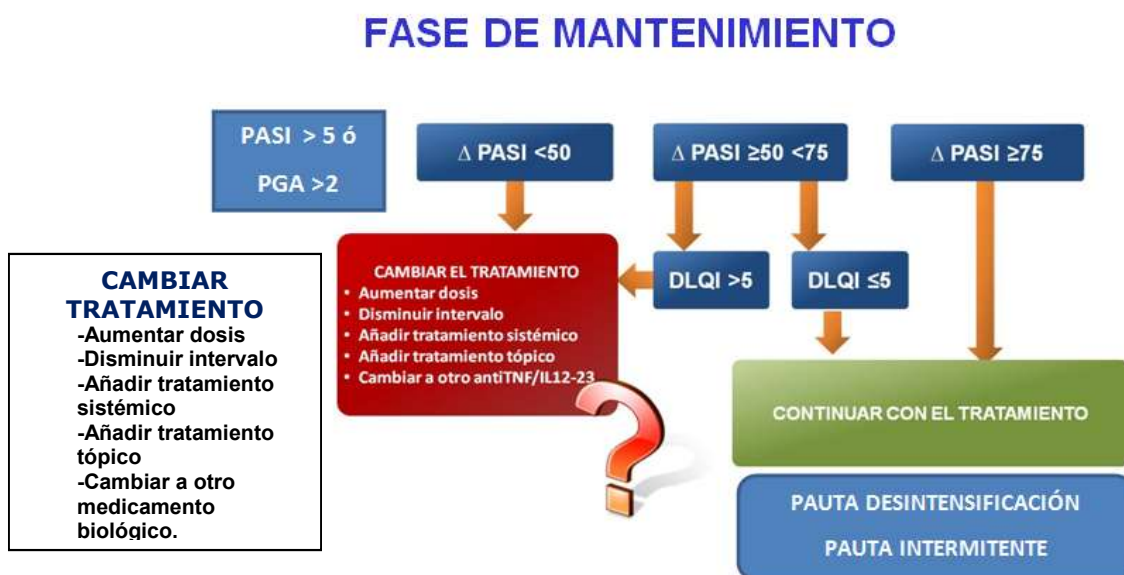 FASE DE MANTENIMIENTO
PASI > 5 ó
PGA >2
Δ PASI <50
Δ PASI ≥50 <75
Δ PASI ≥75
CAMBIAR EL TRATAMIENTO
• Aumentar dosis
• Disminuir intervalo
• Añadir tratamiento sistémico
• Añadir tratamiento tópico
• Cambiar a otro antiTNF/IL12-23
DLQI >5
DLQI ≤5
CAMBIAR
TRATAMIENTO
-Aumentar dosis
-Disminuir intervalo
-Añadir tratamiento
sistémico
-Añadir tratamiento
tópico
-Cambiar a otro
medicamento
biológico.
?
CONTINUAR CON EL TRATAMIENTO
PAUTA DESINTENSIFICACIÓN
PAUTA INTERMITENTE